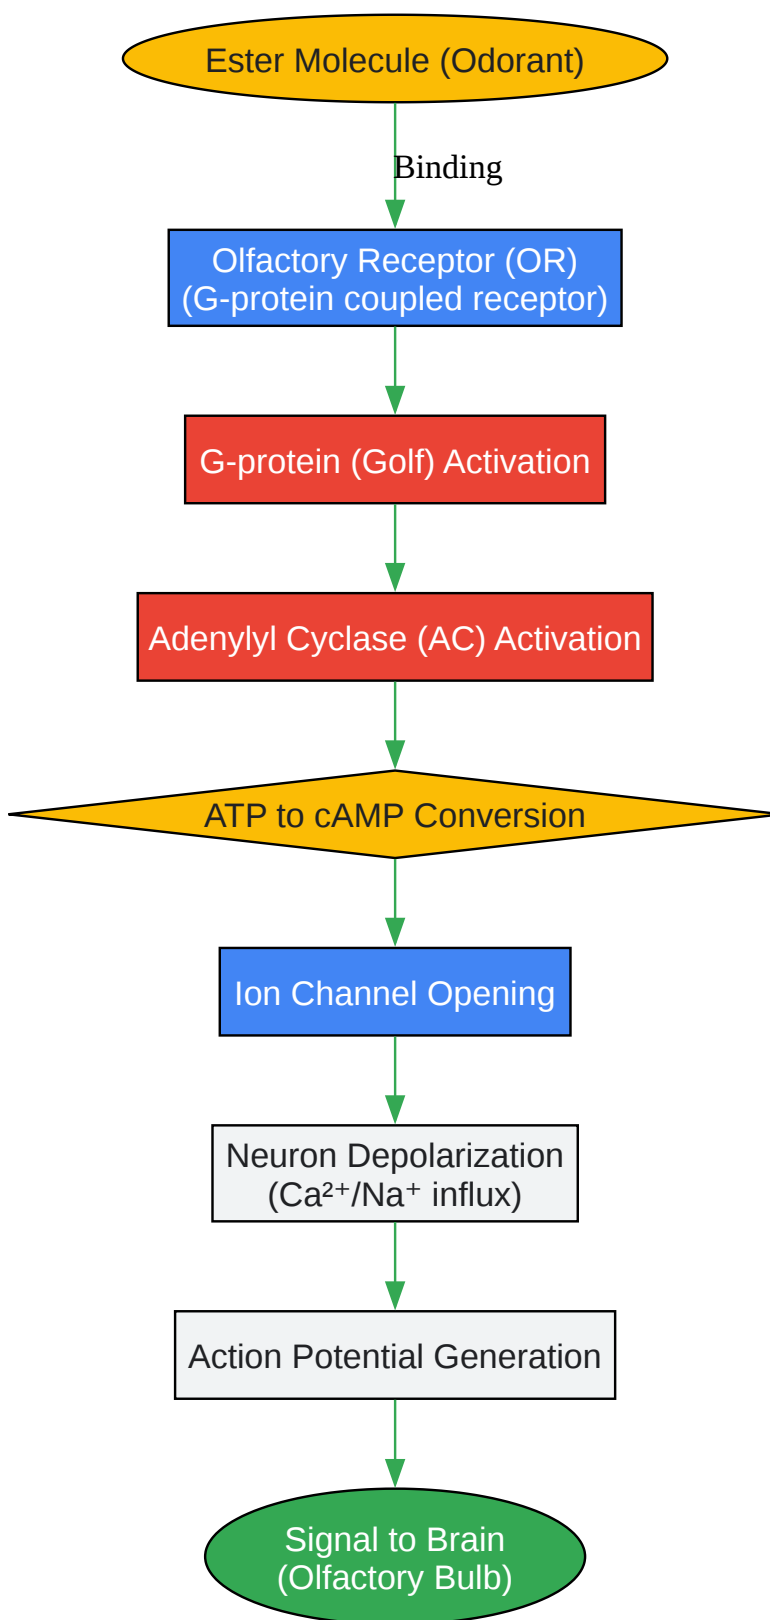 Ester Molecule (Odorant)
Binding
Olfactory Receptor (OR)
(G-protein coupled receptor)
G-protein (Golf) Activation
Adenylyl Cyclase (AC) Activation
ATP to cAMP Conversion
Ion Channel Opening
Neuron Depolarization
(Ca²⁺/Na⁺ influx)
Action Potential Generation
Signal to Brain
(Olfactory Bulb)